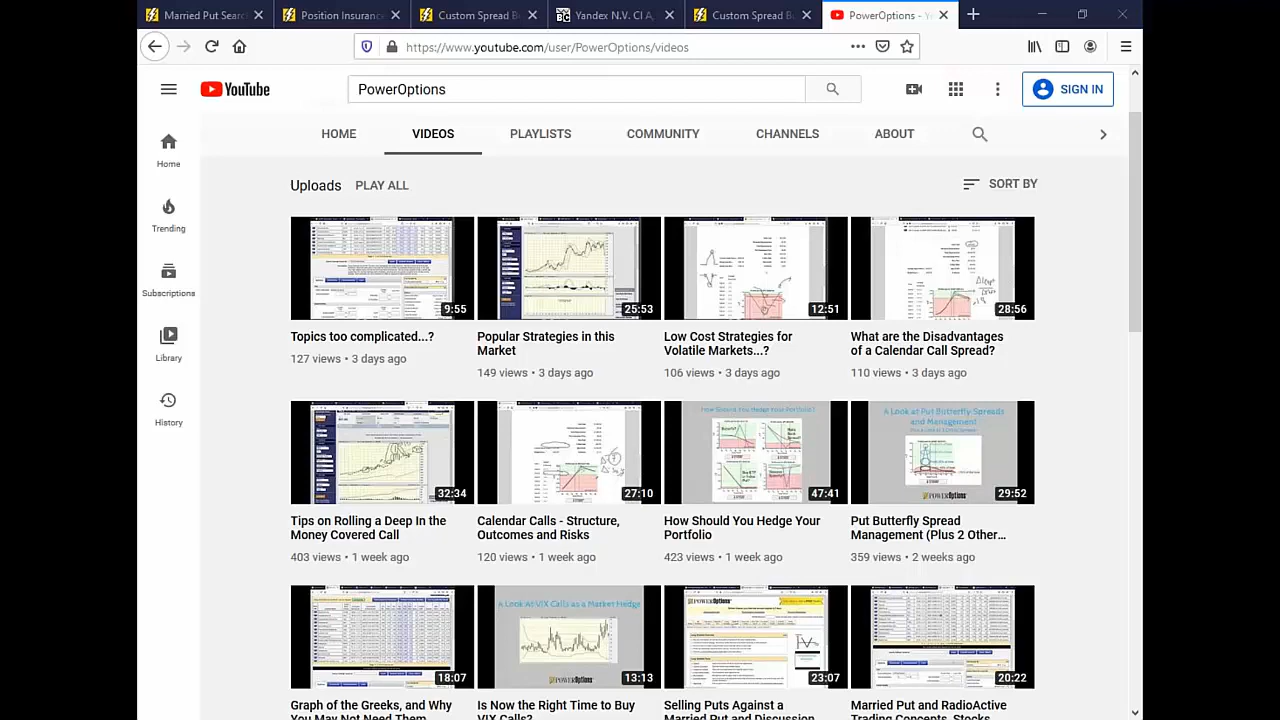 Married Put Sear
Position Insurance
Custom Spread B
Yandex N.V. Cl A,
Custom Spread B
PowerOptions - Y
https://www.youtube.com/user/PowerOptions/videos
YouTube
PowerOptions
SIGN IN
HOME
VIDEOS
PLAYLISTS
COMMUNITY
CHANNELS
ABOUT
Home
Trending
Subscriptions
Library
History
Uploads
PLAY ALL
SORT BY
9:55
25:5
12:51
28:56
Topics too complicated...?
127 views • 3 days ago
Popular Strategies in this
Market
149 views • 3 days ago
Low Cost Strategies for
Volatile Markets...?
106 views • 3 days ago
What are the Disadvantages
of a Calendar Call Spread?
110 views • 3 days ago
32:34
27:10
How Should You Hedge Your Portfolio?
47:41
A Look at Put Butterfly Spreads
and Management
POWEROptions
29:52
Tips on Rolling a Deep In the
Money Covered Call
403 views • 1 week ago
Calendar Calls - Structure,
Outcomes and Risks
120 views • 1 week ago
How Should You Hedge Your
Portfolio
423 views • 1 week ago
Put Butterfly Spread
Management (Plus 2 Other...
359 views • 2 weeks ago
A Look At VIX Calls as a Market Hedge
POWEROptions
POWEROptions
23:07
20:22
Graph of the Greeks, and Why
You May Not Need Them
Is Now the Right Time to Buy
VIX Calls?
Selling Puts Against a
Married Put and Discussion
Married Put and RadioActive
Trading Concepts, Stocks